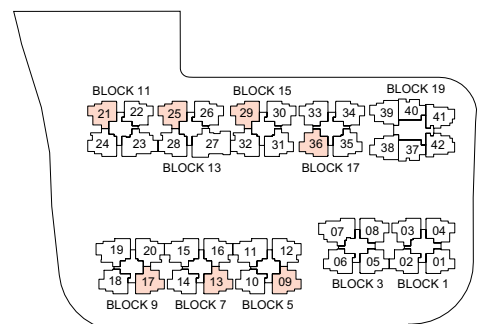 BLOCK 11 BLOCK 15 BLOCK 19
21 22 25 26 29 30 33 34 39 40 41
24 23 28 27 32 31 36 35 38 37 42
BLOCK 13 BLOCK 17
07 08 03 04
19 20 15 16 11 12
06 05 02 01
18 17 14 13 10 09
BLOCK 3 BLOCK 1
BLOCK 9 BLOCK 7 BLOCK 5